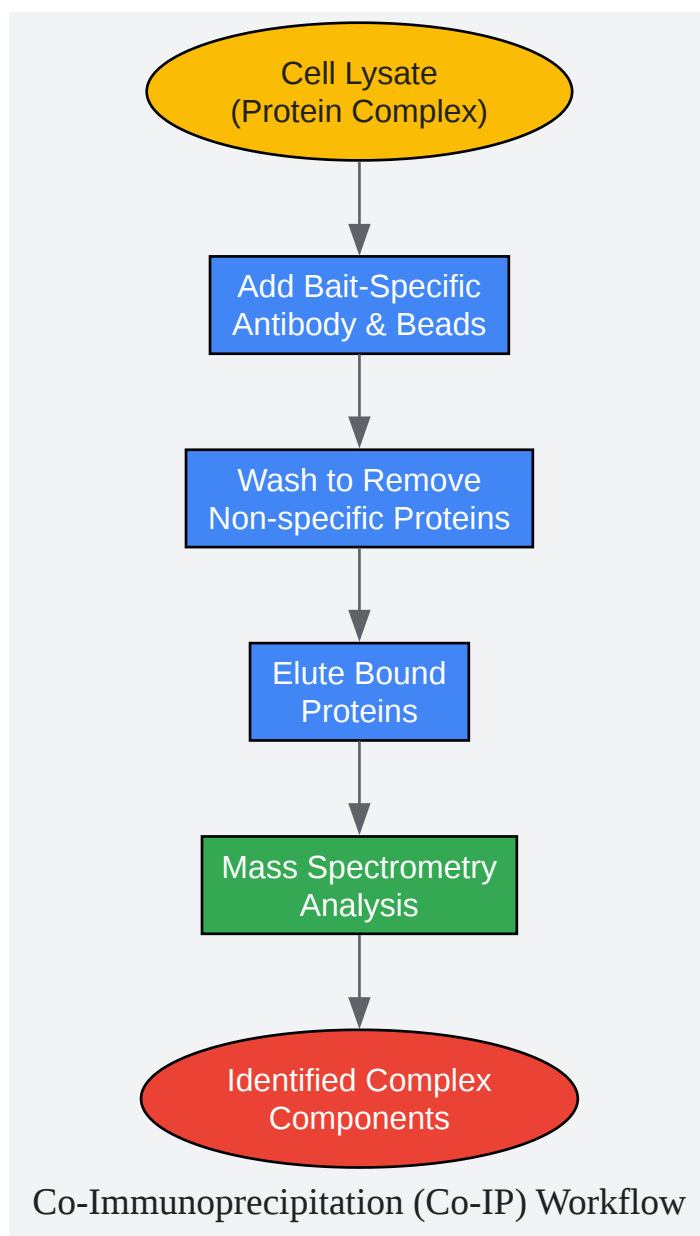 Cell Lysate
(Protein Complex)
Add Bait-Specific
Antibody & Beads
Wash to Remove
Non-specific Proteins
Elute Bound
Proteins
Mass Spectrometry
Analysis
Identified Complex
Components
Co-Immunoprecipitation (Co-IP) Workflow